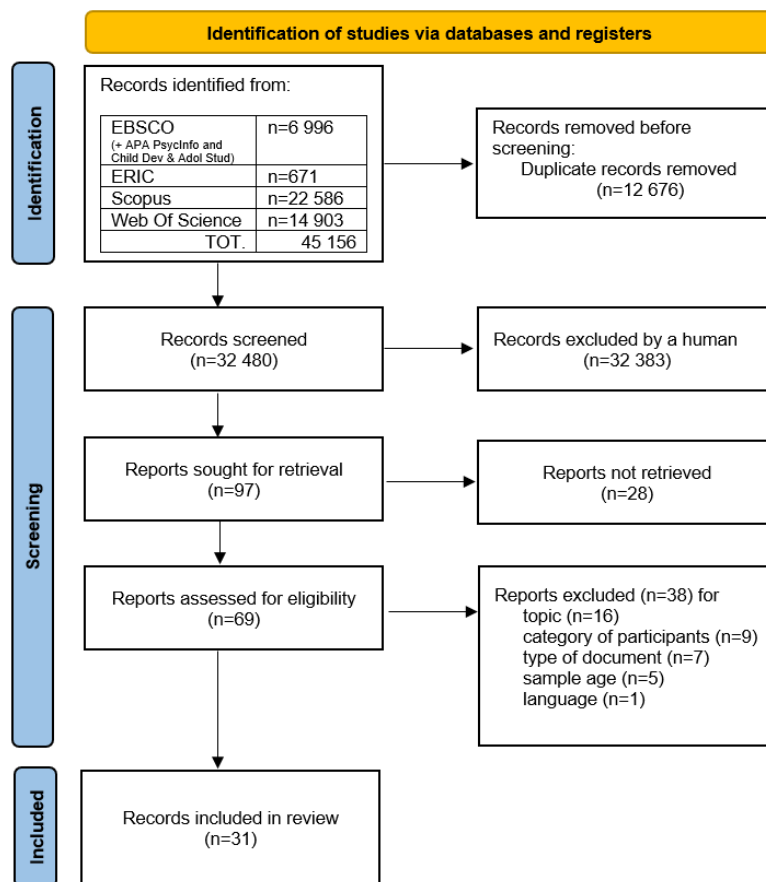 Identification of studies via databases and registers
Identification
Records identified from:
EBSCO n=6 996
(+ APA PsycInfo and
Child Dev & Adol Stud)
ERIC n=671
Scopus n=22 586
Web Of Science n=14 903
TOT. 45 156
Records removed before
screening:
Duplicate records removed
(n=12 676)
Screening
Records screened
(n=32 480)
Records excluded by a human
(n=32 383)
Reports sought for retrieval
(n=97)
Reports not retrieved
(n=28)
Reports assessed for eligibility
(n=69)
Reports excluded (n=38) for
topic (n=16)
category of participants (n=9)
type of document (n=7)
sample age (n=5)
language (n=1)
Included
Records included in review
(n=31)